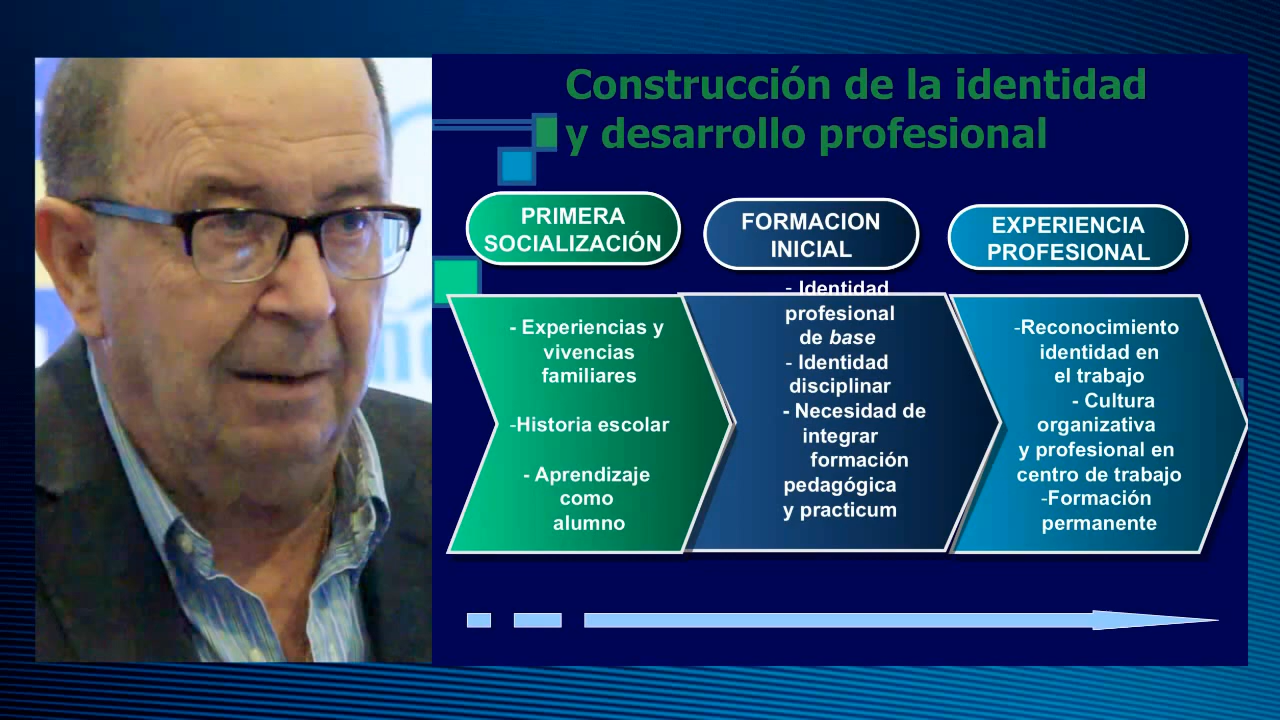 Construcción de la identidad
y desarrollo profesional
PRIMERA
SOCIALIZACIÓN
- Experiencias y
vivencias
familiares
-Historia escolar
- Aprendizaje
como
alumno
FORMACION
INICIAL
- Identidad
profesional
de base
- Identidad
disciplinar
- Necesidad de
integrar
formación
pedagógica
y practicum
EXPERIENCIA
PROFESIONAL
-Reconocimiento
identidad en
el trabajo
- Cultura
organizativa
y profesional en
centro de trabajo
-Formación
permanente